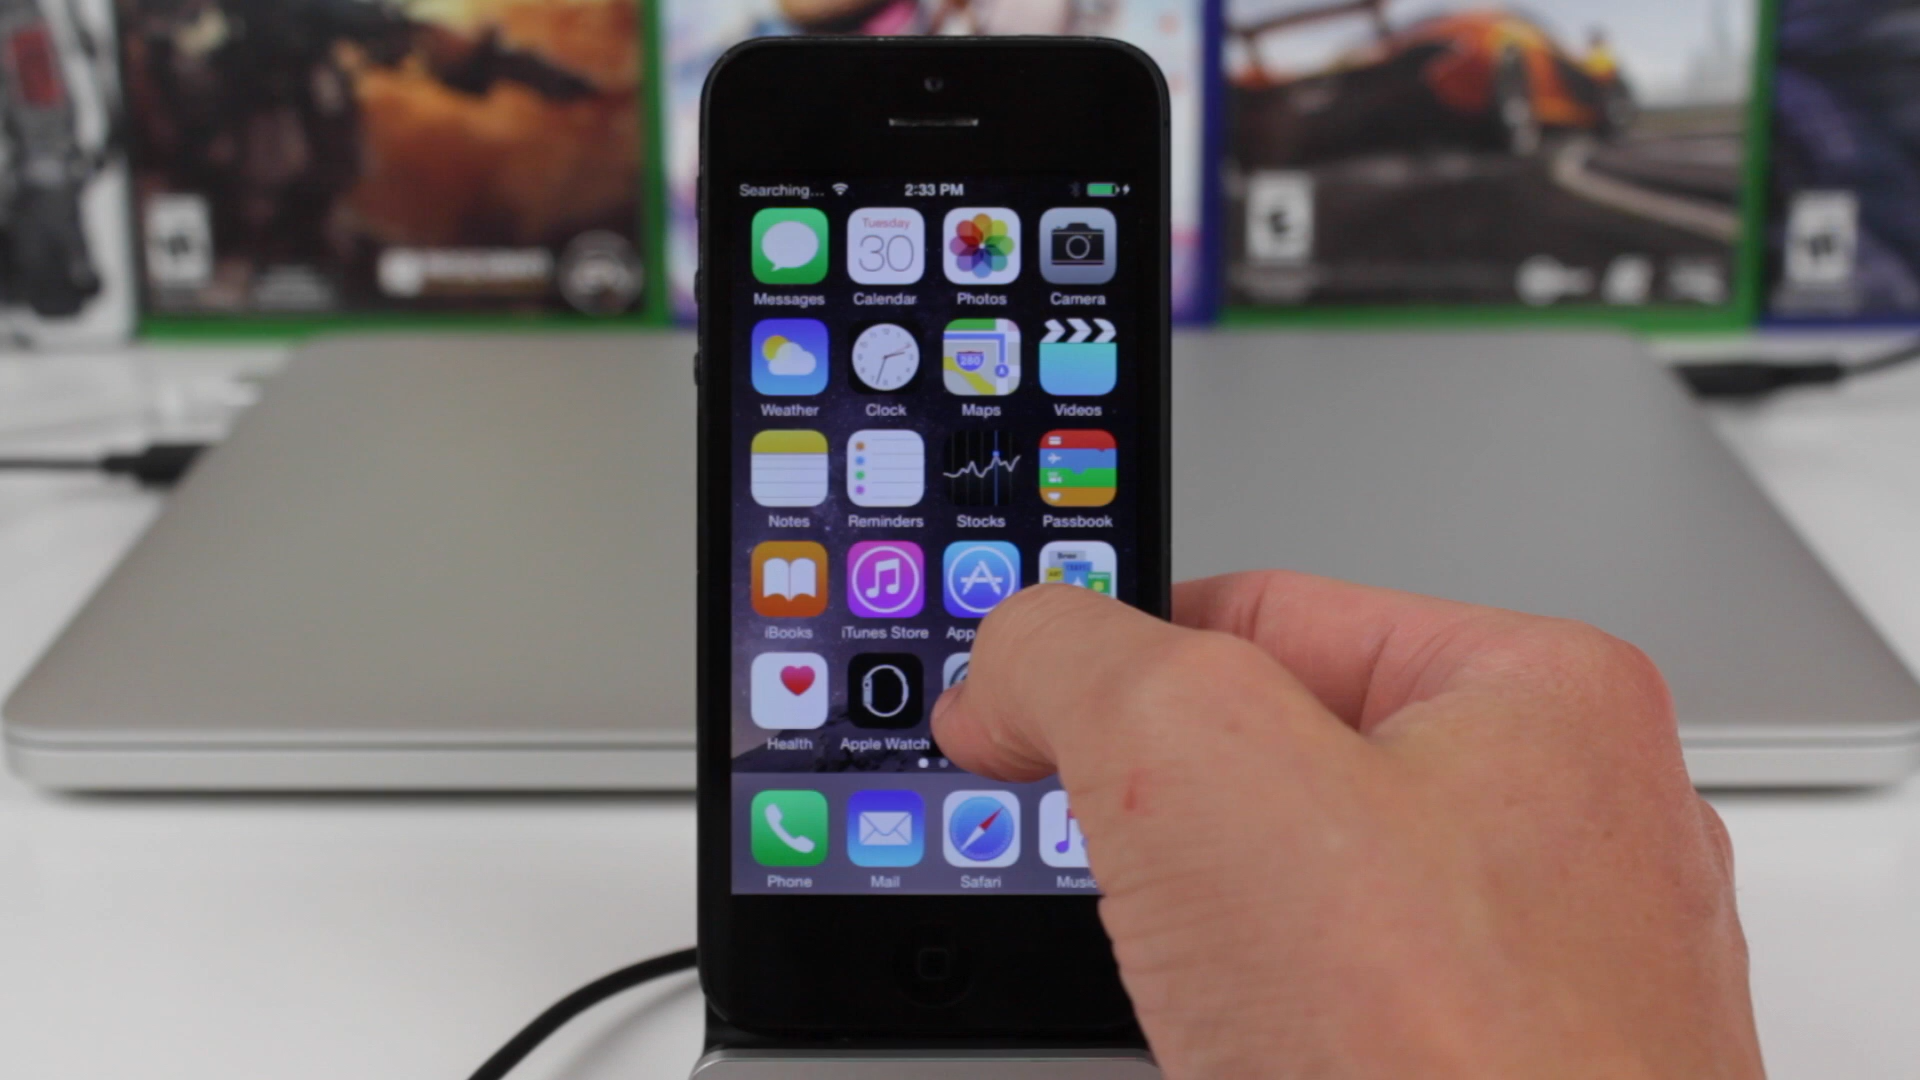 Searching... 2:33 PM
Tuesday
30
Messages Calendar Photos Camera
280
Weather Clock Maps Videos
Notes Reminders Stocks Passbook
iBooks iTunes Store App
Health Apple Watch
Phone Mail Safari Music